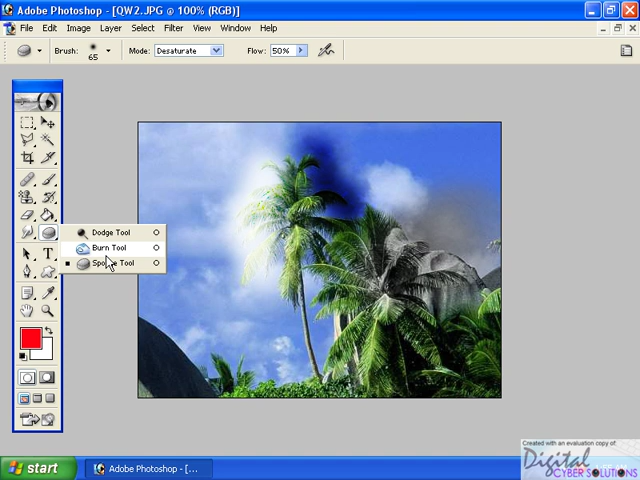 Adobe Photoshop - [QW2.JPG @ 100% (RGB)]
File Edit Image Layer Select Filter View Window Help
Brush: 65 Mode: Desaturate Flow: 50%
Dodge Tool O
Burn Tool O
Tool O
T
start Adobe Photoshop - [...
Created with an evaluation copy of:
Digital
CYBER SOLUTIONS